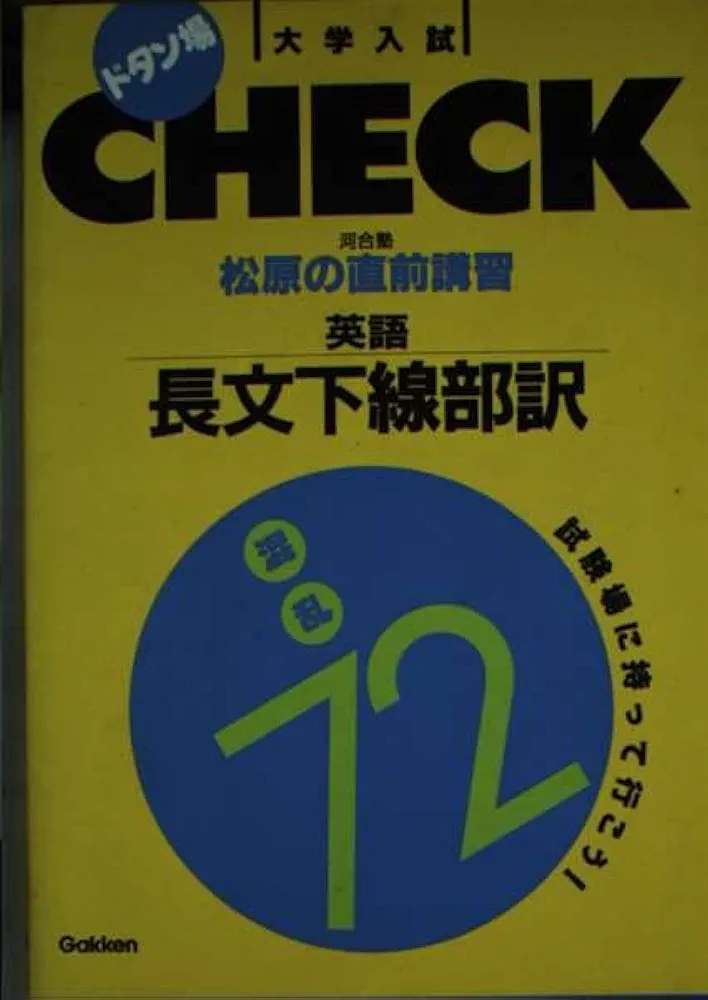 ドタン場
大学入試
CHECK
河合塾
松原の直前講習
英語
長文下線部訳
72
試験場に持って行こう!
Gakken